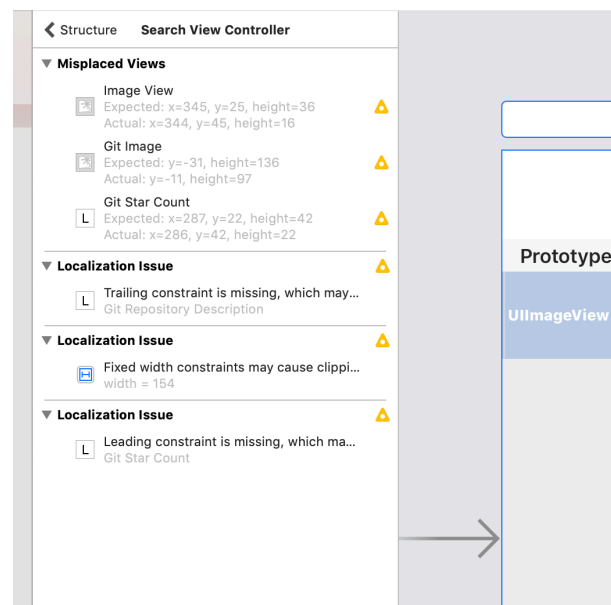 Structure Search View Controller
Misplaced Views
Image View
Expected: x=345, y=25, height=36
Actual: x=344, y=45, height=16
Git Image
Expected: y=-31, height=136
Actual: y=-11, height=97
L
Git Star Count
Expected: x=287, y=22, height=42
Actual: x=286, y=42, height=22
Localization Issue
L
Trailing constraint is missing, which may...
Git Repository Description
Localization Issue
Fixed width constraints may cause clippi...
width = 154
Localization Issue
L
Leading constraint is missing, which ma...
Git Star Count
Prototype
UIImageView